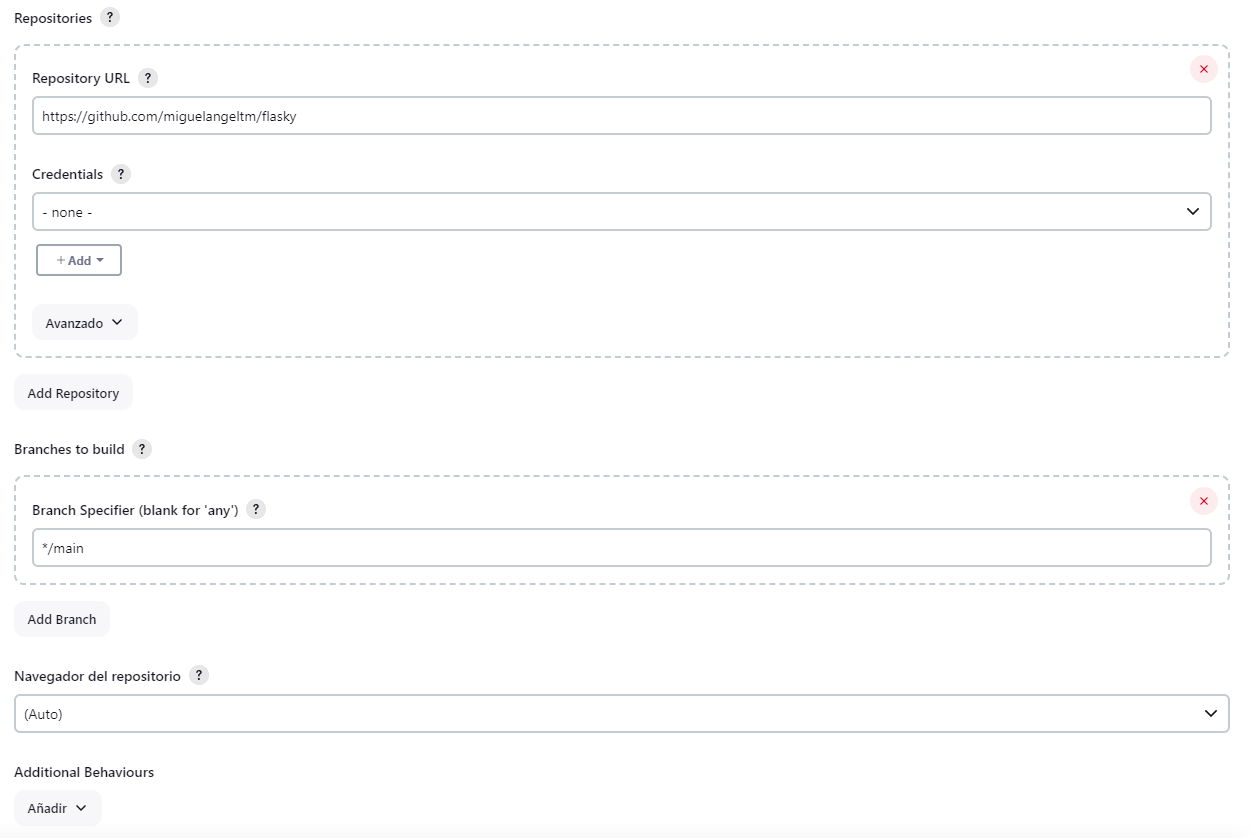 Repositories ?
Repository URL ?
https://github.com/miguelangeltm/flasky
Credentials ?
- none -
+ Add
Avanzado
Add Repository
Branches to build ?
Branch Specifier (blank for 'any') ?
*/main
Add Branch
Navegador del repositorio ?
(Auto)
Additional Behaviours
Añadir